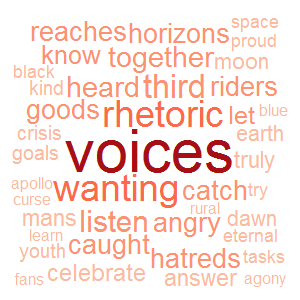 space
reaches horizons proud
know together moon
black
kind heard third riders
goods rhetoric let blue
crisis earth
goals voices truly
apollo wanting catch try
curse rural
mans listen angry dawn
learn eternal
youth caught hatreds tasks
fans celebrate answer agony